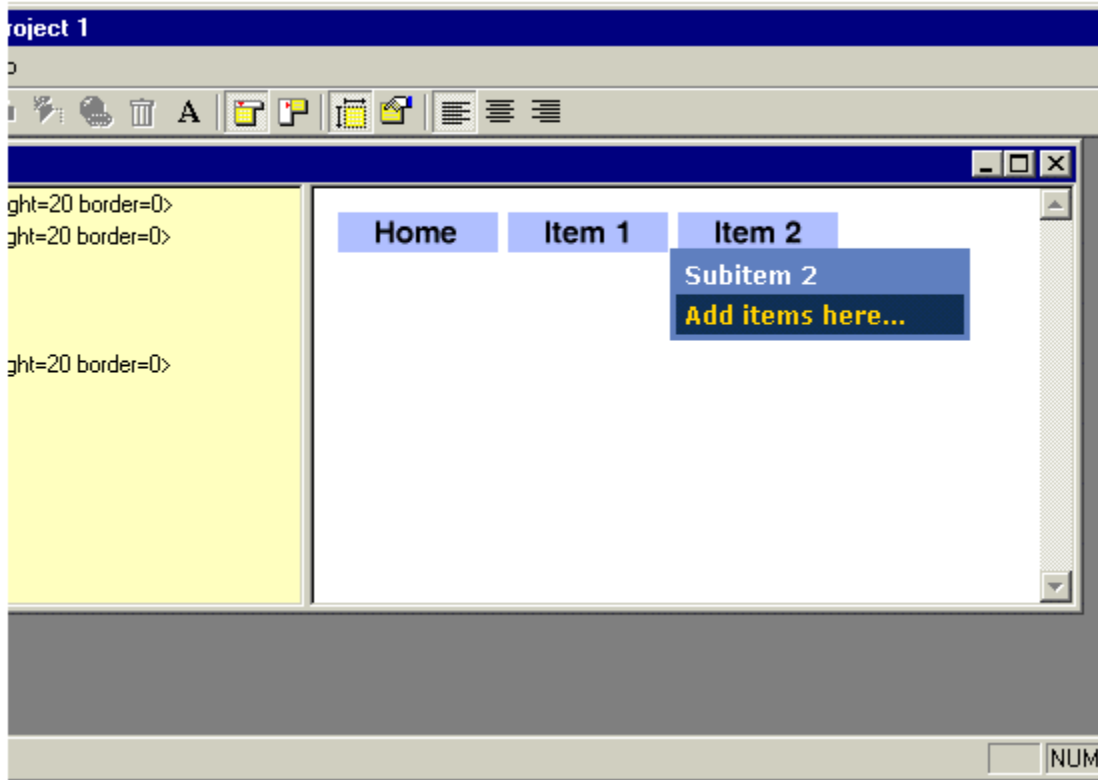 roject 1
A
ght=20 border=0>
ght=20 border=0>
ght=20 border=0>
Home Item 1 Item 2
Subitem 2
Add items here...
NUM